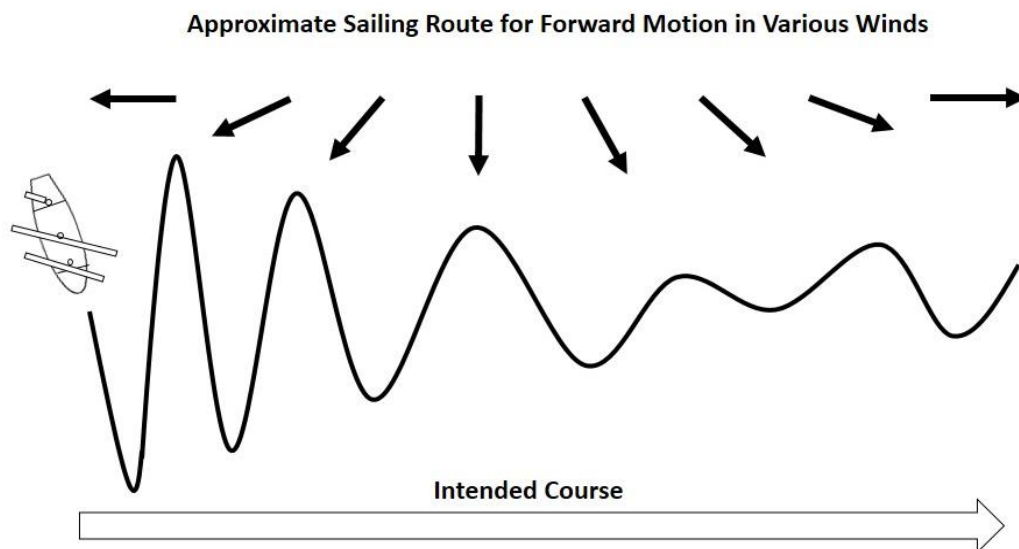 Approximate Sailing Route for Forward Motion in Various Winds
Intended Course